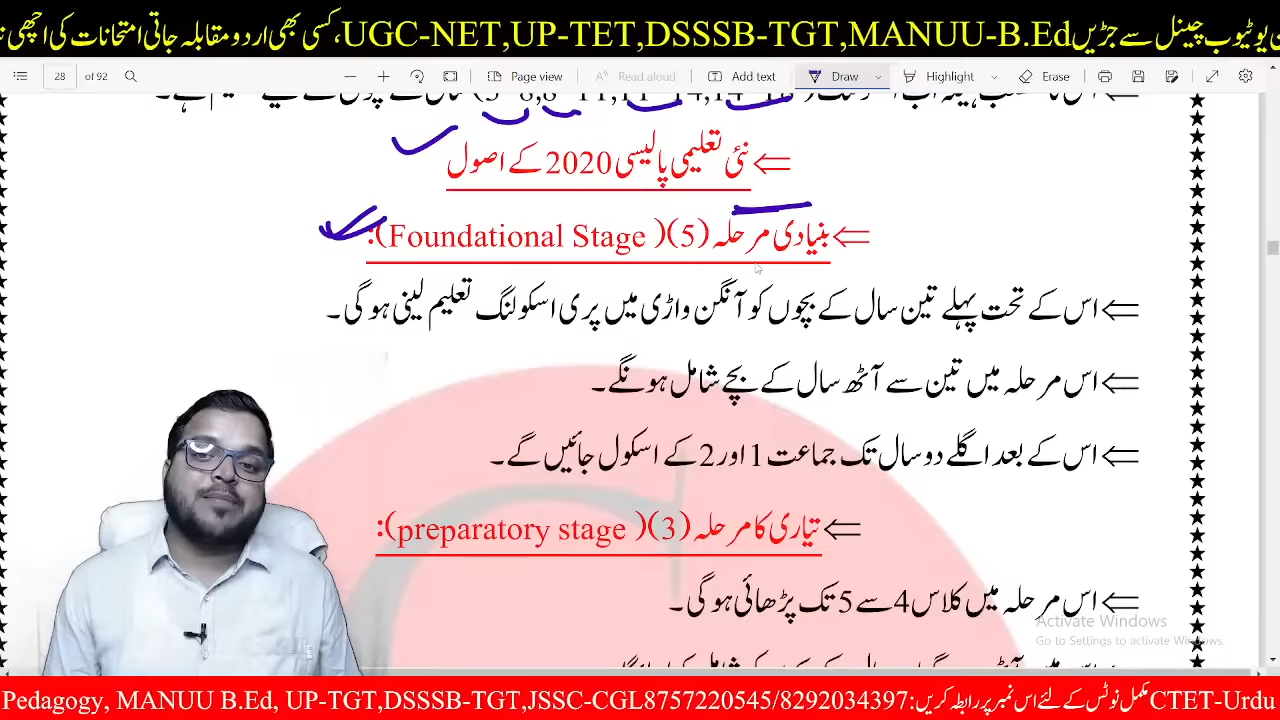 ن یوٹیوب چینل سے جڑیں UGC-NET,UP-TET,DSSSB-TGT,MANUU-B.Ed، کسی بھی اردو مقابلہ جاتی امتحانات کی اچھی
28 of 92 Page view Read aloud Add text Draw Highlight Erase
نئی تعلیمی پالیسی 2020 کے اصول
بنیادی مرحلہ (5)( Foundational Stage):
اس کے تحت پہلے تین سال کے بچوں کو آنگن واڑی میں پری اسکولنگ تعلیم لینی ہوگی۔
اس مرحلہ میں تین سے آٹھ سال کے بچے شامل ہونگے۔
اس کے بعد اگلے دو سال تک جماعت 1 اور 2 کے اسکول جائیں گے۔
تیاری کا مرحلہ (3)( preparatory stage):
اس مرحلہ میں کلاس 4 سے 5 تک پڑھائی ہوگی۔
Activate Windows
Go to Settings to activate Windows.
CTET-Urdu مکمل نوٹس کے لئے اس نمبر پر رابطہ کریں:8757220545/8292034397 Pedagogy, MANUU B.Ed, UP-TGT,DSSSB-TGT,JSSC-CGL